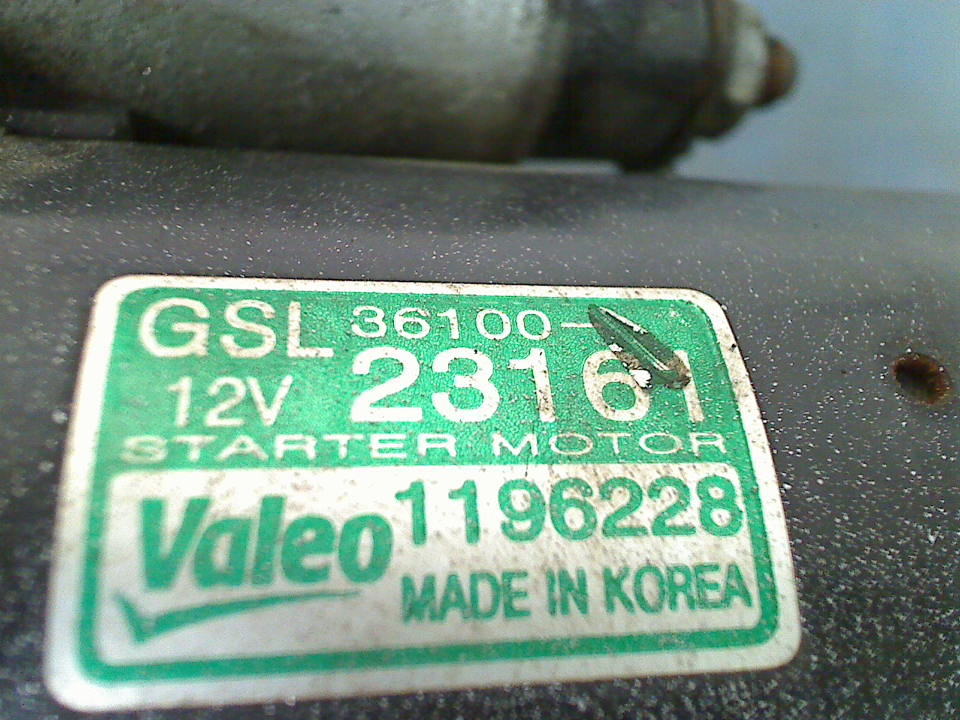 GSL 36100-
12V 23161
STARTER MOTOR
Valeo 1196228
MADE IN KOREA